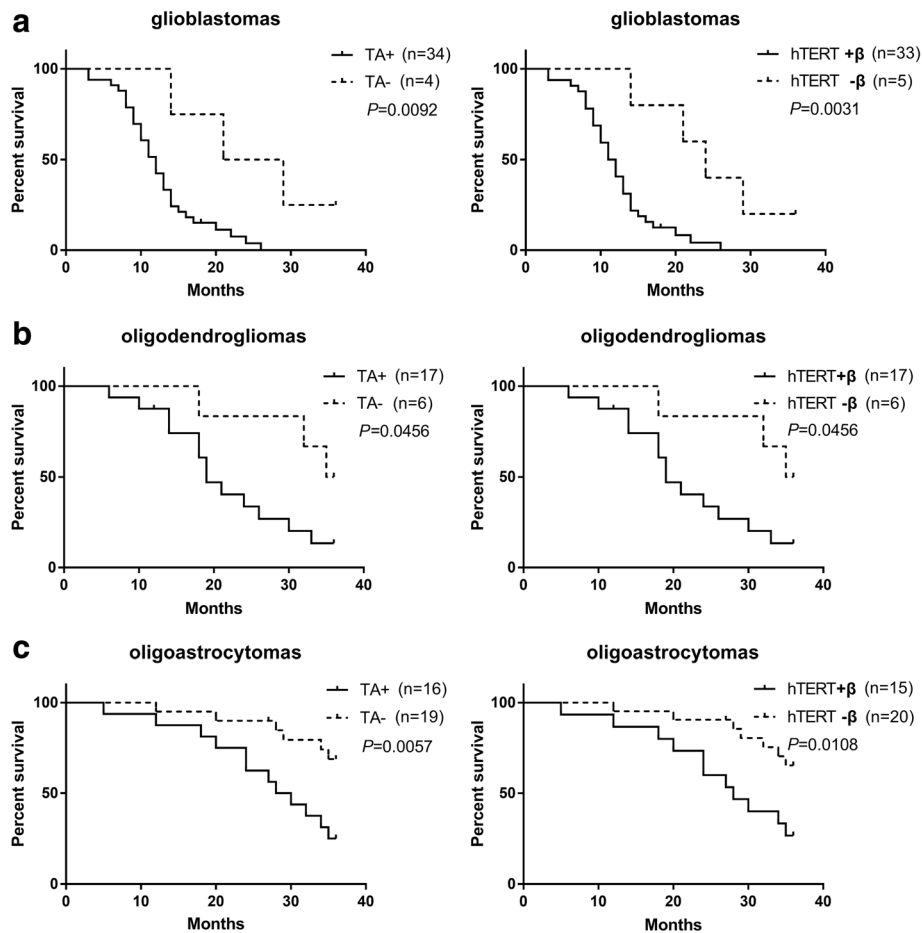 a
glioblastomas
TA+ (n=34)
TA- (n=4)
P=0.0092
Percent survival
100
50
0
0 10 20 30 40
Months
hTERT +β (n=33)
hTERT -β (n=5)
P=0.0031
Percent survival
100
50
0
0 10 20 30 40
Months
b
oligodendrogliomas
TA+ (n=17)
TA- (n=6)
P=0.0456
Percent survival
100
50
0
0 10 20 30 40
Months
oligodendrogliomas
hTERT+β (n=17)
hTERT -β (n=6)
P=0.0456
Percent survival
100
50
0
0 10 20 30 40
Months
c
oligoastrocytomas
TA+ (n=16)
TA- (n=19)
P=0.0057
Percent survival
100
50
0
0 10 20 30 40
Months
oligoastrocytomas
hTERT+β (n=15)
hTERT -β (n=20)
P=0.0108
Percent survival
100
50
0
0 10 20 30 40
Months